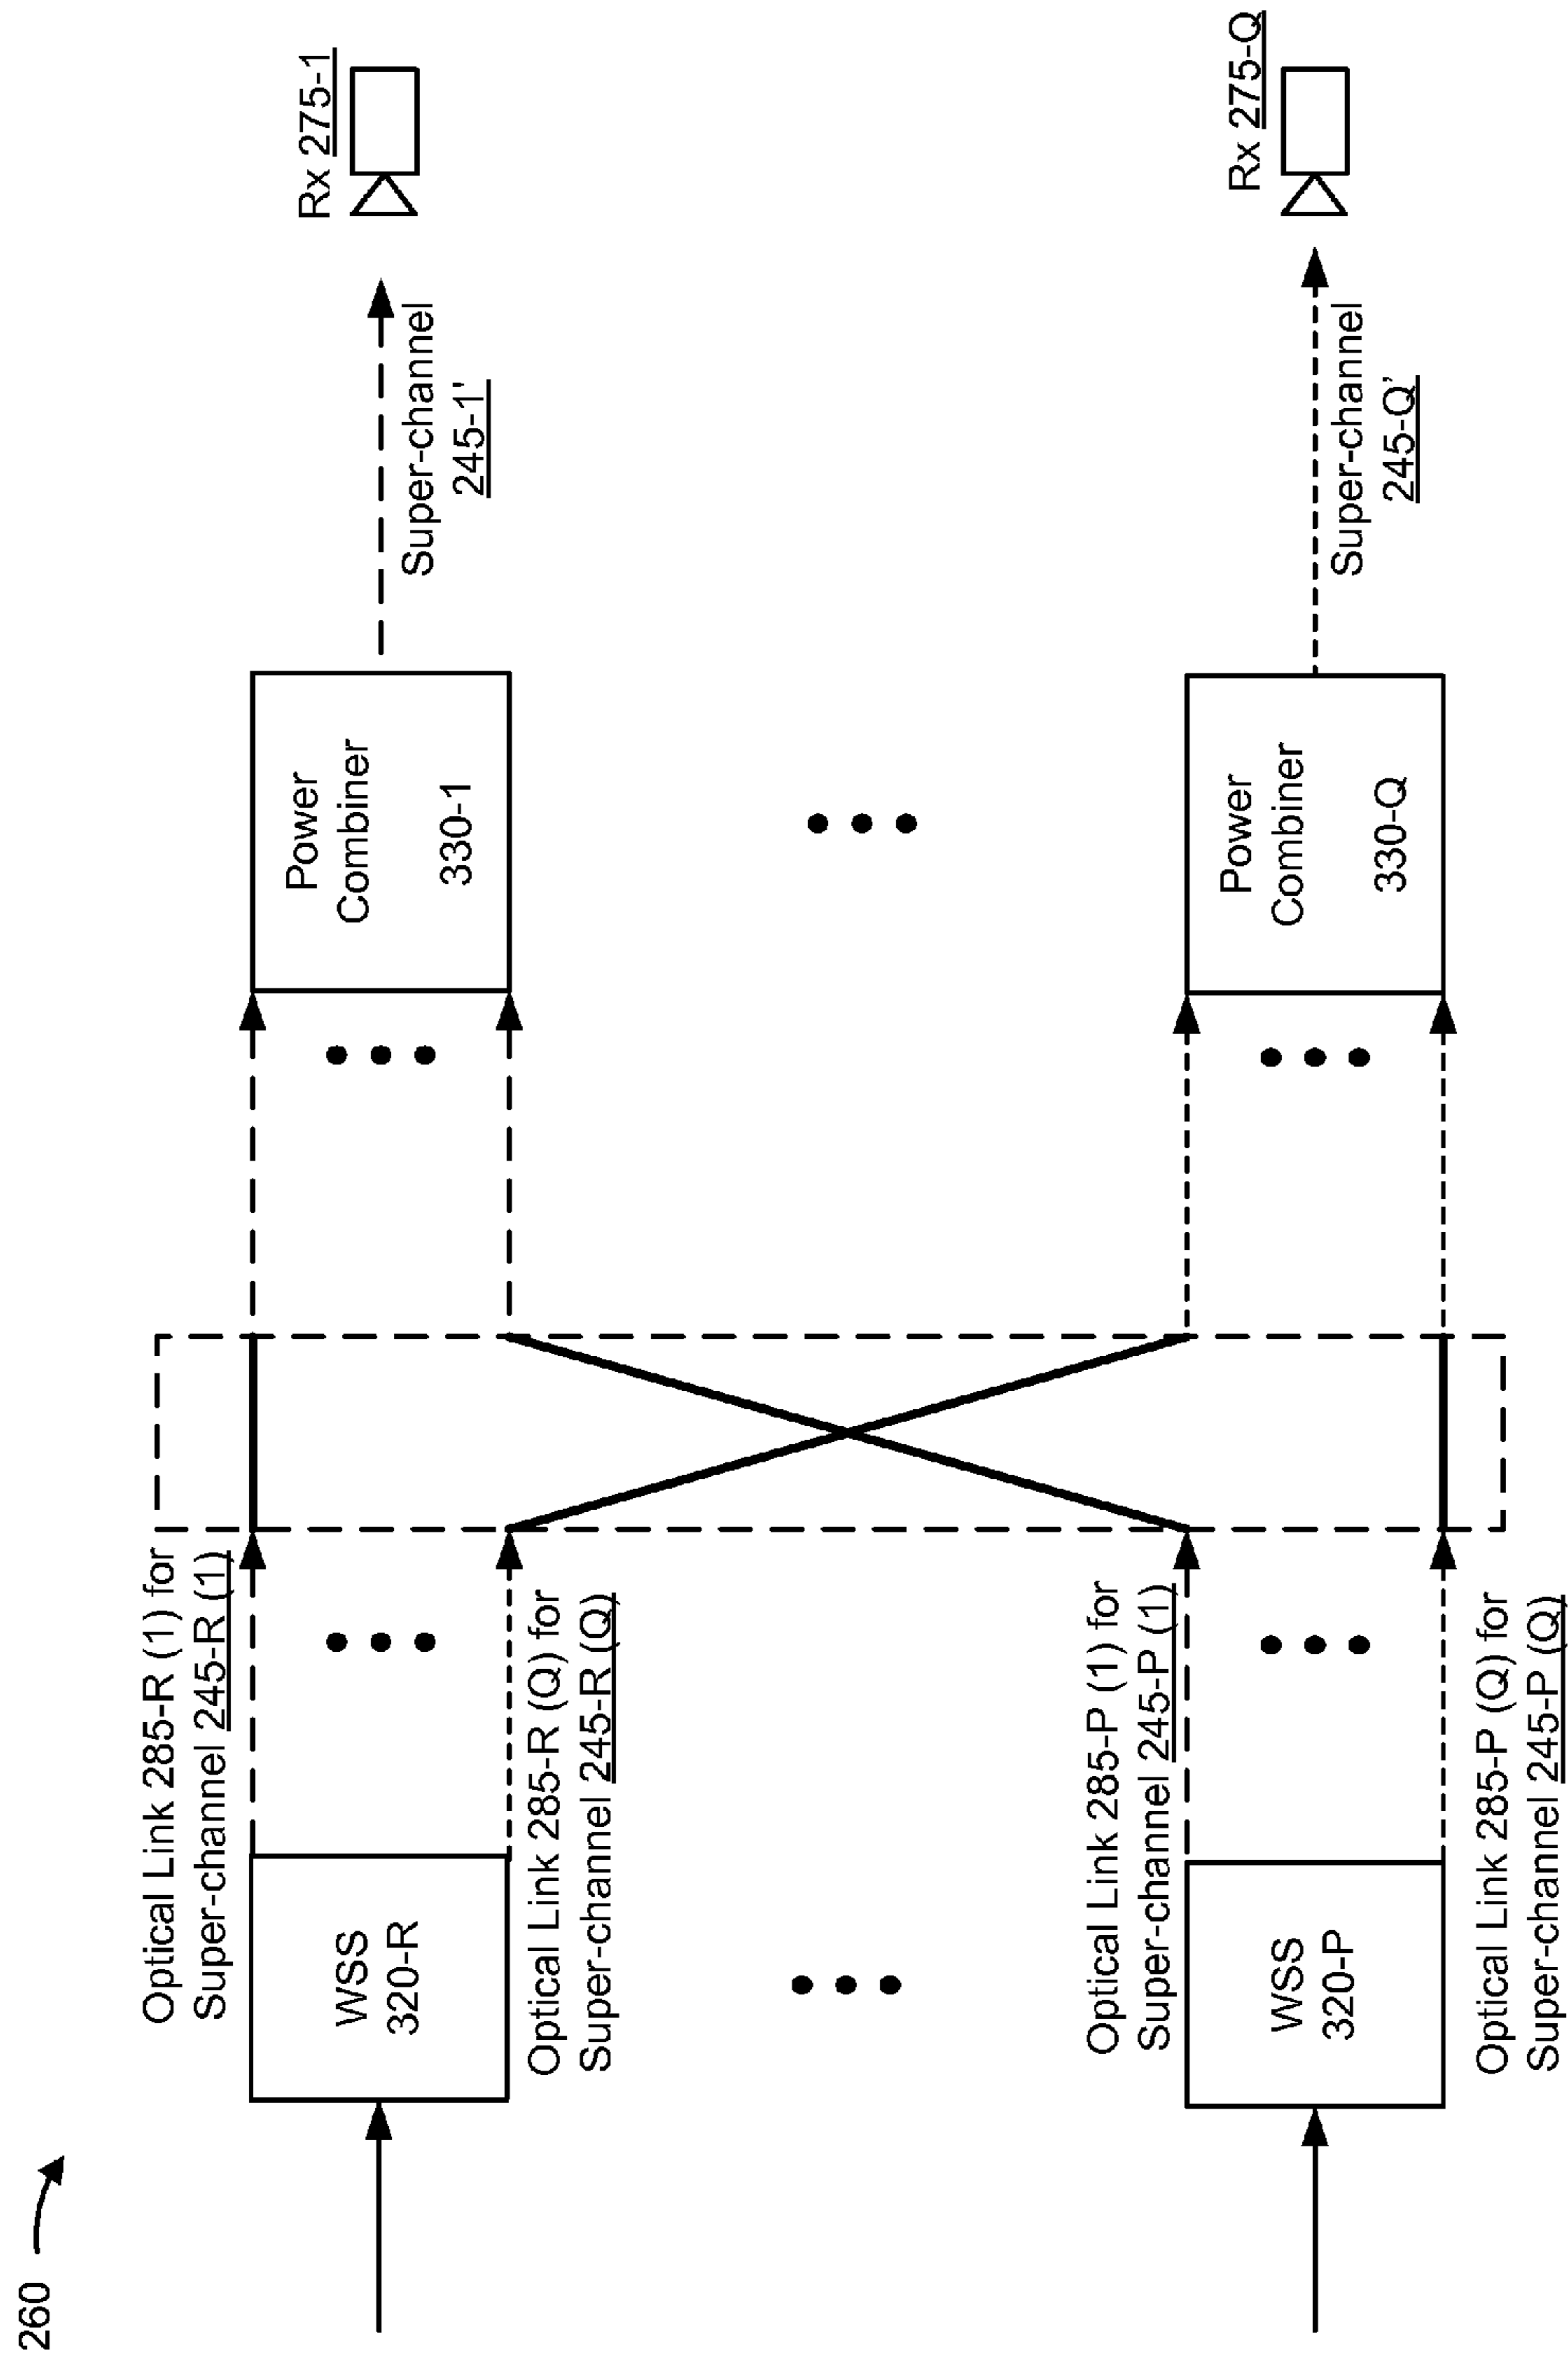 260
Optical Link 285-R (1) for
Super-channel 245-R (1)
WSS
320-R
Optical Link 285-R (Q) for
Super-channel 245-R (Q)
Power
Combiner
330-1
Super-channel
245-1'
Rx 275-1
Optical Link 285-P (1) for
Super-channel 245-P (1)
WSS
320-P
Optical Link 285-P (Q) for
Super-channel 245-P (Q)
Power
Combiner
330-Q
Super-channel
245-Q’
Rx 275-Q